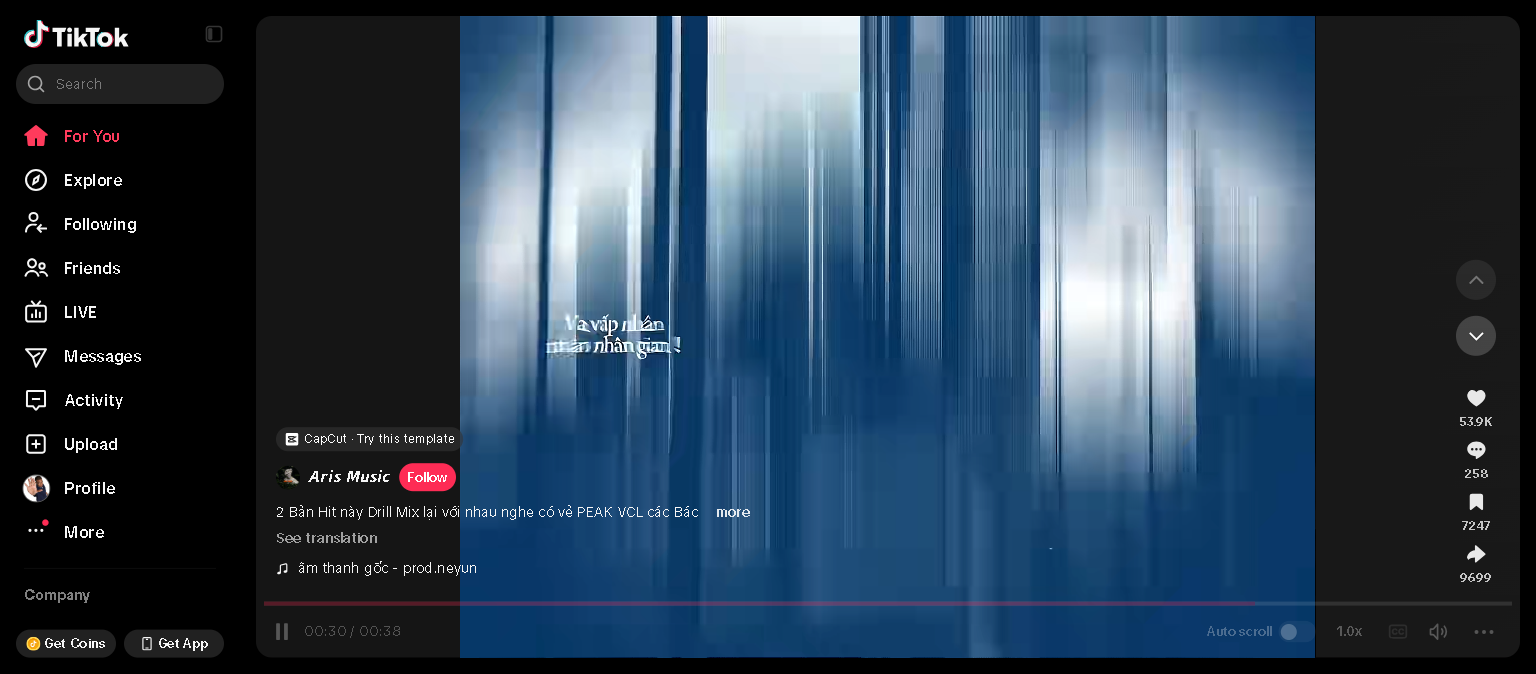 TikTok
Search
For You
Explore
Following
Friends
LIVE
Messages
Activity
Upload
Profile
More
Company
Get Coins
Get App
Va vấp nhân
nhân gian !
CapCut · Try this template
Aris Music
Follow
2 Bản Hit này Drill Mix lại với nhau nghe có vẻ PEAK VCL các Bác more
See translation
âm thanh gốc - prod.neyun
53.9K
258
7247
9699
00:30 / 00:38
Auto scroll
1.0x
CC